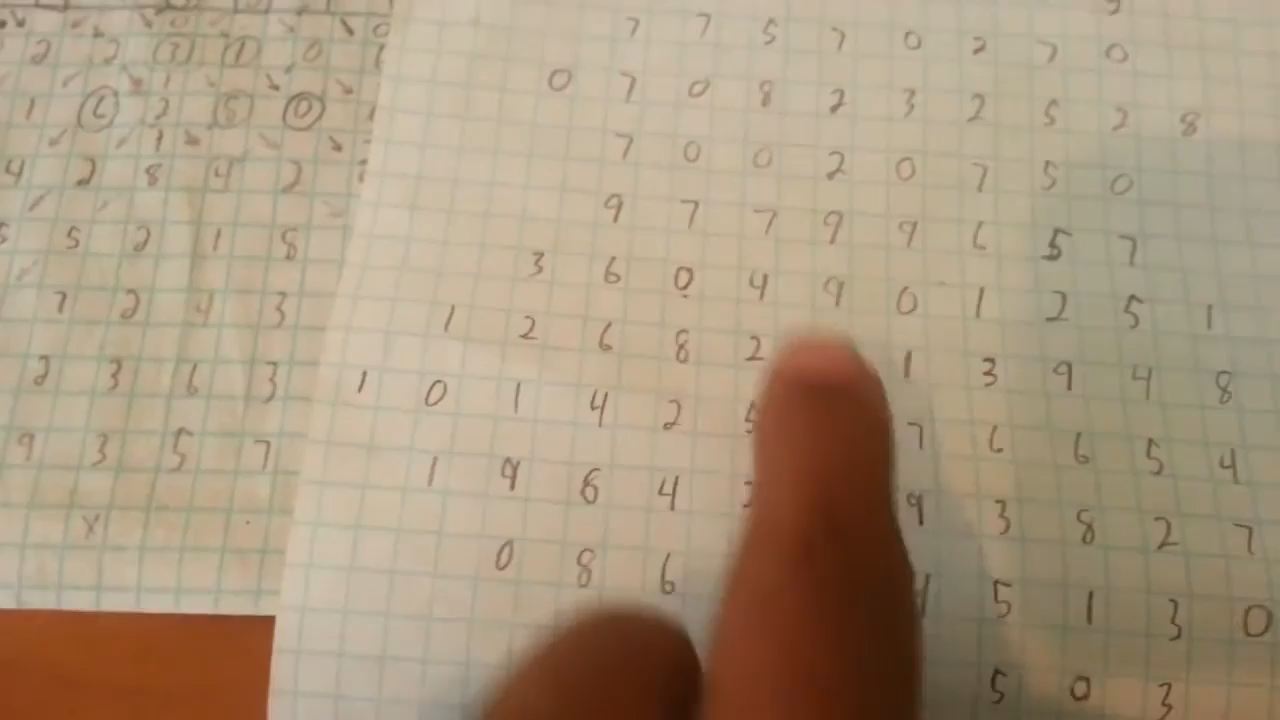 2 2 3 1 0
1 6 2 5 0
4 2 8 4 2
5 5 2 1 8
7 2 4 3
2 3 6 3
9 3 5 7
x
7 7 5 7 0 2 7 0
0 7 0 8 2 3 2 5 2 8
7 0 0 2 0 7 5 0
9 7 7 9 9 6 5 7
3 6 0 4 9 0 1 2 5 1
1 2 6 8 2 1 3 9 4 8
1 0 1 4 2 5 7 6 6 5 4
1 9 6 4 9 3 8 2 7
0 8 6 5 1 3 0
5 0 3